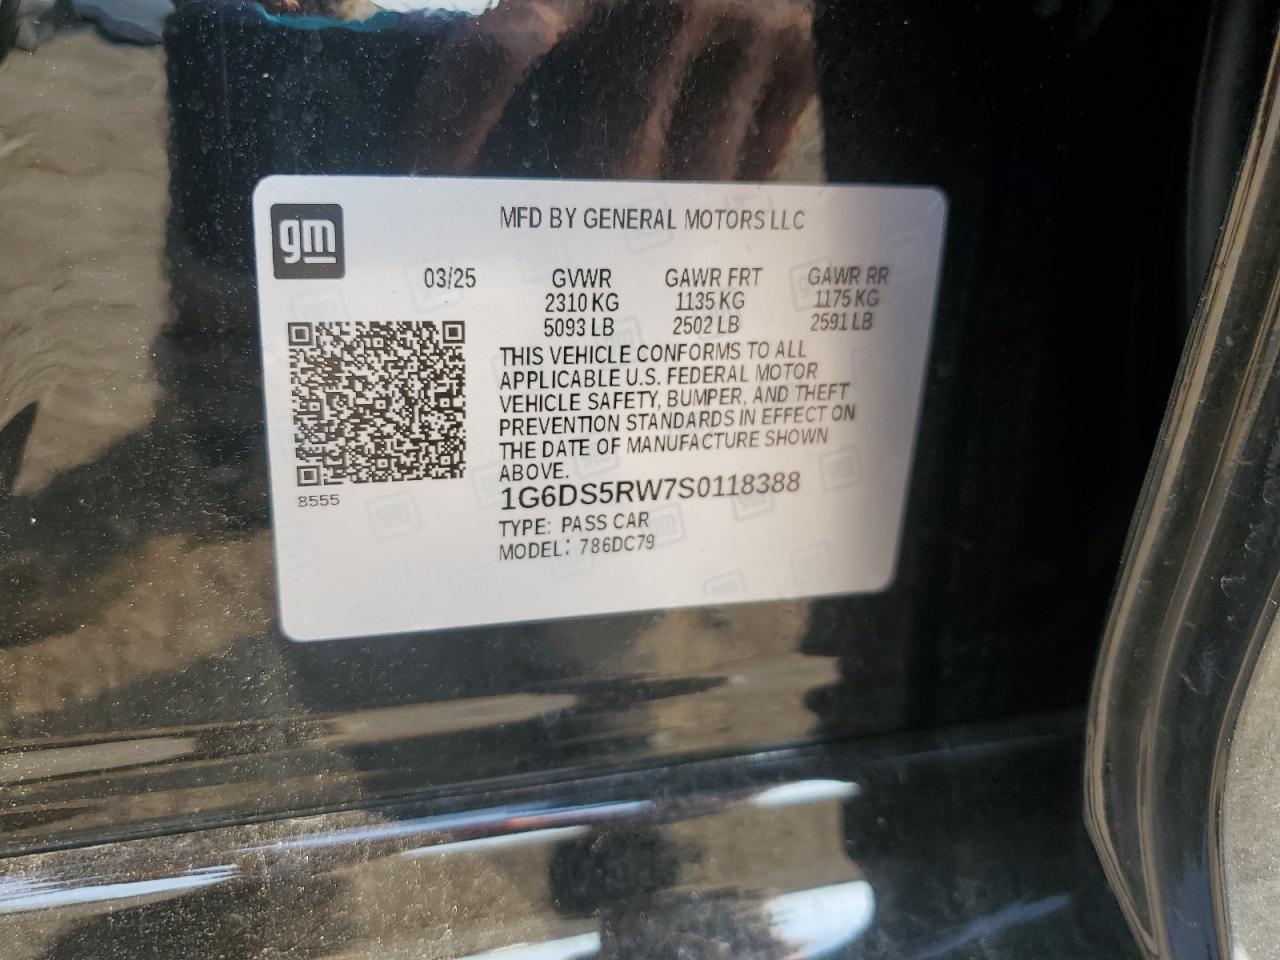 gm
MFD BY GENERAL MOTORS LLC
03/25 GVWR GAWR FRT GAWR RR
2310 KG 1135 KG 1175 KG
5093 LB 2502 LB 2591 LB
THIS VEHICLE CONFORMS TO ALL
APPLICABLE U.S. FEDERAL MOTOR
VEHICLE SAFETY, BUMPER, AND THEFT
PREVENTION STANDARDS IN EFFECT ON
THE DATE OF MANUFACTURE SHOWN
ABOVE.
8555
1G6DS5RW7S0118388
TYPE: PASS CAR
MODEL: 786DC79